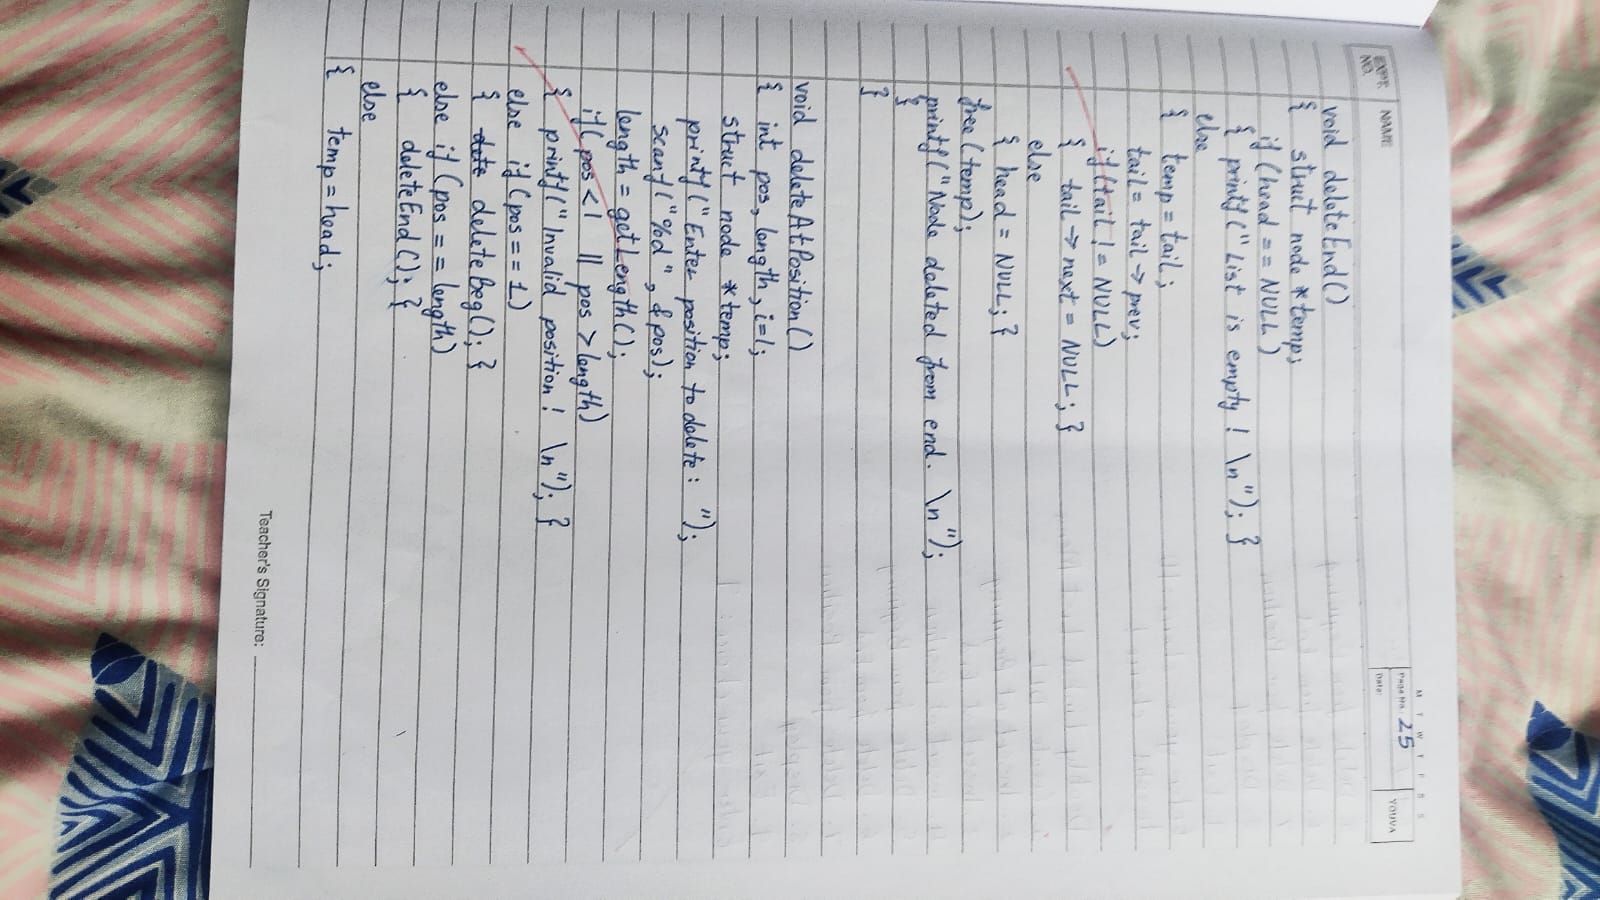 M T W T F S S
Page No. 25
YOUVA
Date:
EXPT. NO.
NAME
void deleteEnd()
{ struct node *temp;
if (head == NULL)
{ printf("List is empty! \n"); }
else
{ temp = tail;
tail = tail->prev;
if(tail != NULL)
{ tail -> next = NULL; }
else
{ head = NULL; }
free(temp);
printf("Node deleted from end. \n");
}
}
void deleteAtPosition()
{ int pos, length, i=1;
struct node *temp;
printf("Enter position to delete: ");
scanf("%d", &pos);
length = getLength();
if( pos < 1 || pos > length)
{ printf("Invalid position! \n"); }
else if (pos == 1)
{ deleteBeg(); }
else if (pos == length)
{ deleteEnd(); }
else
{ temp = head;
Teacher's Signature: